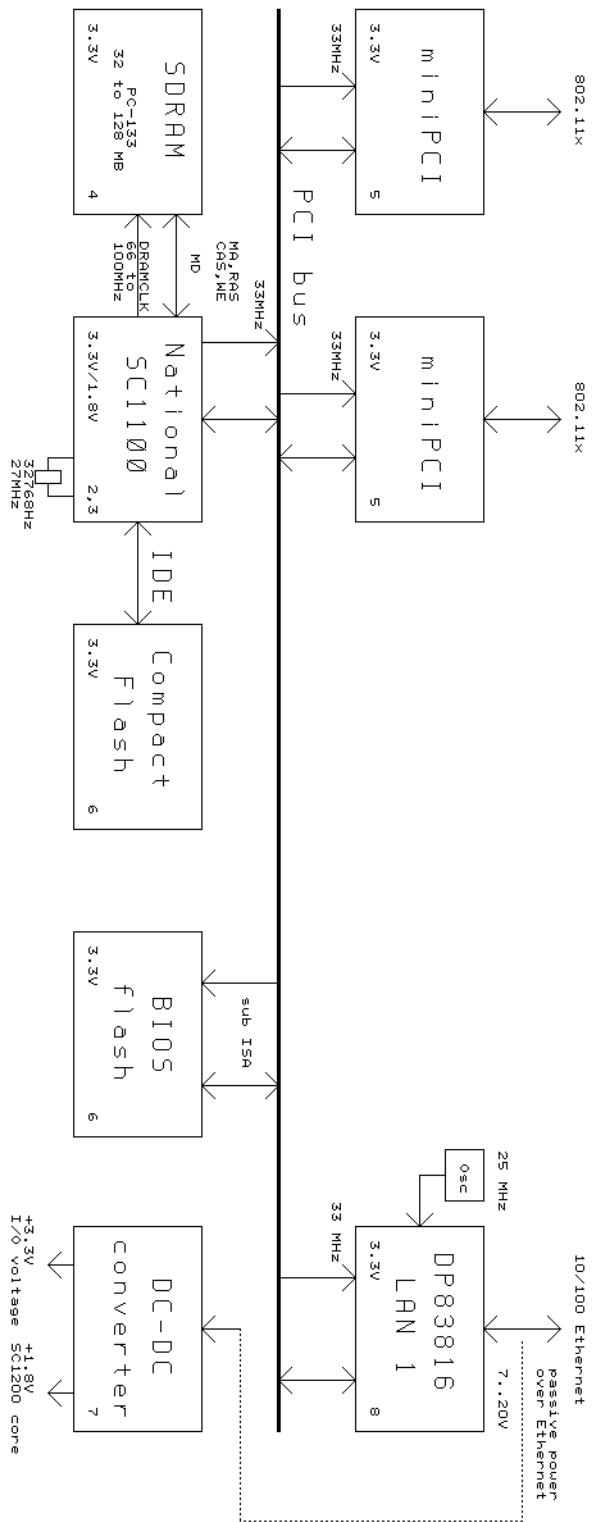 802.11x
802.11x
10/100 Ethernet
passive power
over Ethernet
7..20V
25 MHz
osc
miniPCI
3.3V
5
miniPCI
3.3V
5
DP83816
LAN 1
3.3V
8
33MHz
33MHz
33 MHz
PCI bus
33MHz
MA,RAS
CAS,WE
MD
DRAMCLK
66 to
100MHz
sub ISA
SDRAM
PC-133
32 to 128 MB
3.3V
4
National
SC1100
3.3V/1.8V
2,3
32768Hz
27MHz
IDE
Compact
Flash
3.3V
6
BIOS
flash
3.3V
6
DC-DC
converter
7
+3.3V
I/O voltage
+1.8V
SC1200 core